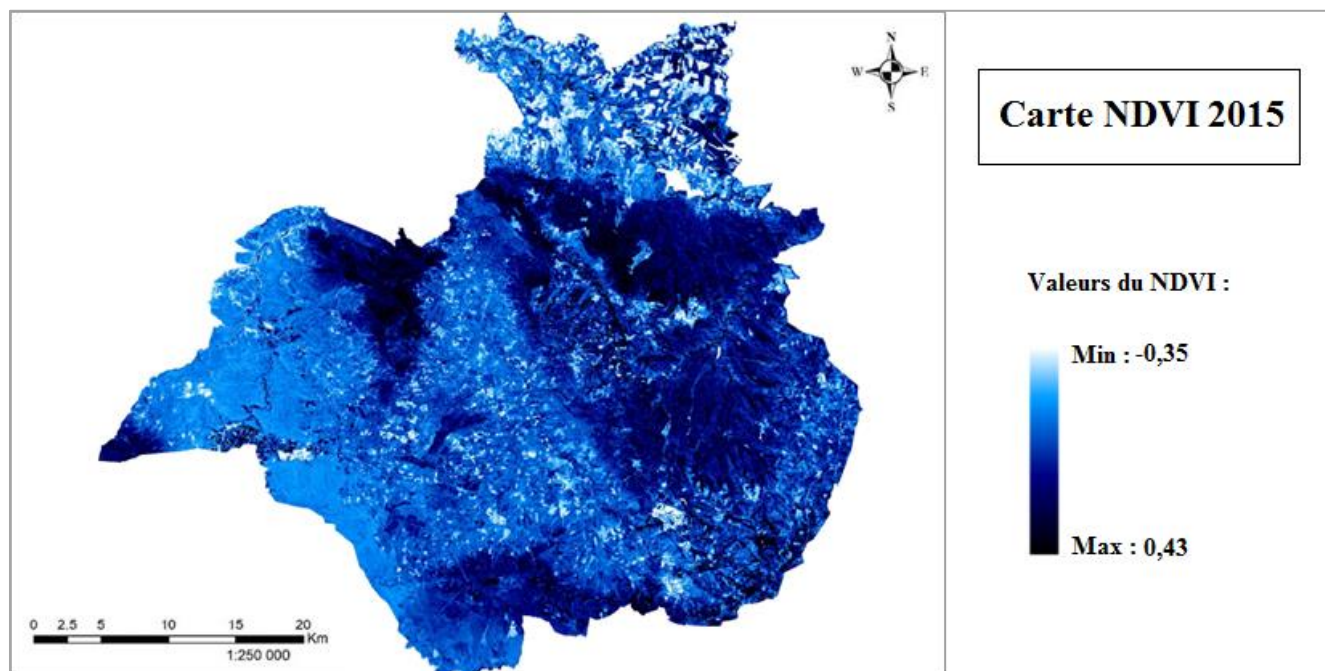 N
W E
S
Carte NDVI 2015
Valeurs du NDVI :
Min : -0,35
Max : 0,43
0 2.5 5 10 15 20
Km
1:250 000